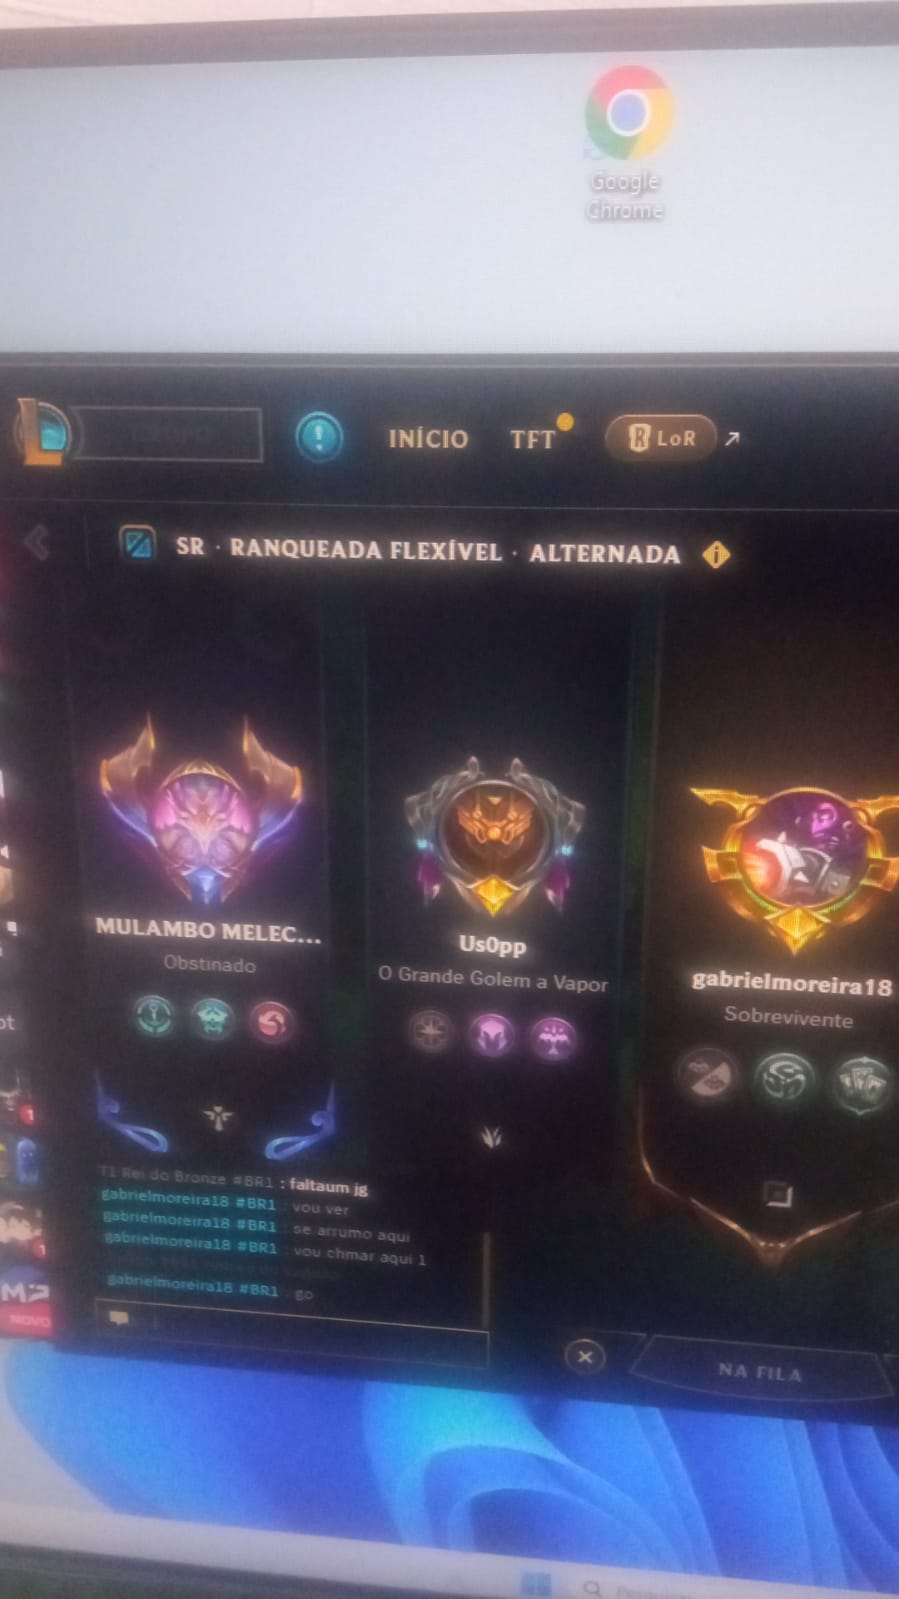 Google
Chrome
INÍCIO
TFT
LoR
SR · RANQUEADA FLEXÍVEL · ALTERNADA
MULAMBO MELEC...
Obstinado
Us0pp
O Grande Golem a Vapor
gabrielmoreira18
Sobrevivente
T1 Rei do Bronze #BR1 : faltaum jg
gabrielmoreira18 #BR1 : vou ver
gabrielmoreira18 #BR1 : se arrumo aqui
gabrielmoreira18 #BR1 : vou chmar aqui 1
gabrielmoreira18 #BR1 : go
NOVO
NA FILA
Pesquisar